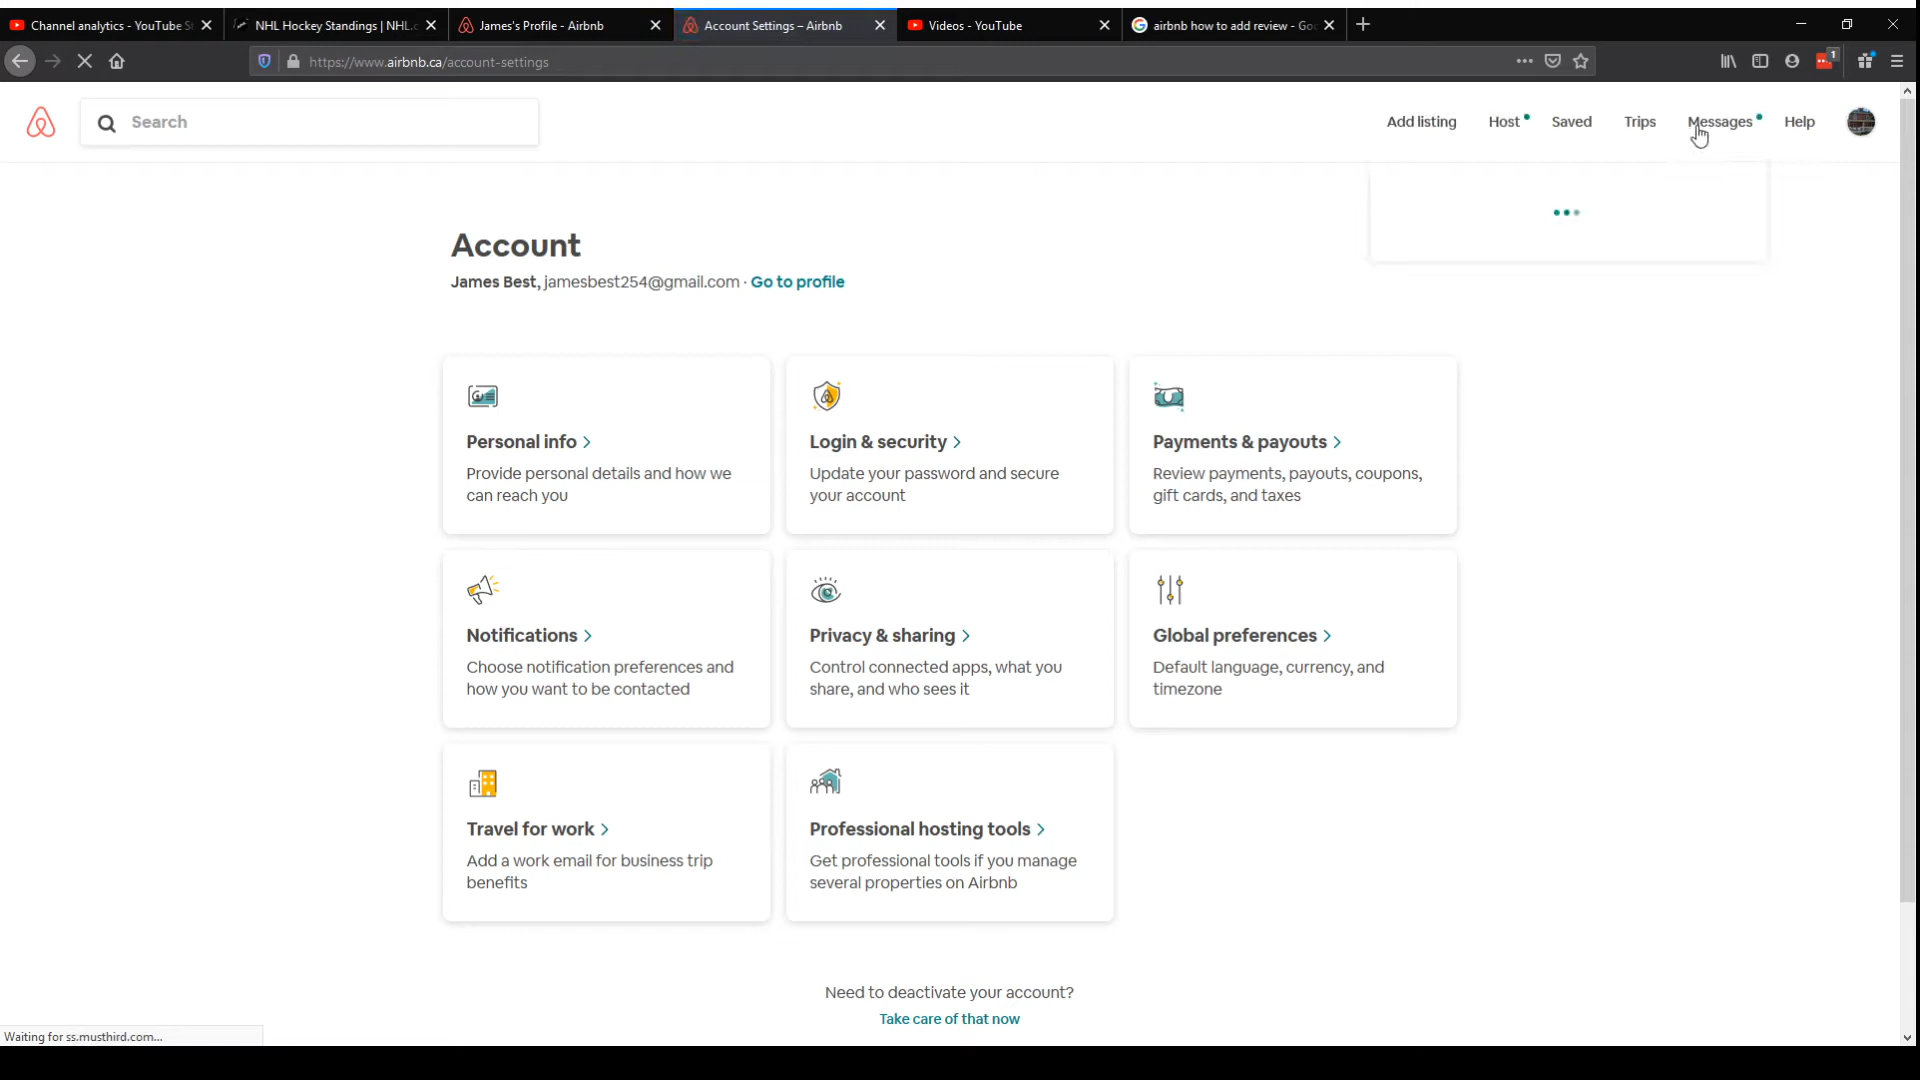 Channel analytics - YouTube S
NHL Hockey Standings | NHL.c
James's Profile - Airbnb
Account Settings – Airbnb
Videos - YouTube
airbnb how to add review - Goo
https://www.airbnb.ca/account-settings
1
Search
Add listing
Host
Saved
Trips
Messages
Help
Account
James Best, jamesbest254@gmail.com · Go to profile
Personal info
Provide personal details and how we
can reach you
Login & security
Update your password and secure
your account
Payments & payouts
Review payments, payouts, coupons,
gift cards, and taxes
Notifications
Choose notification preferences and
how you want to be contacted
Privacy & sharing
Control connected apps, what you
share, and who sees it
Global preferences
Default language, currency, and
timezone
Travel for work
Add a work email for business trip
benefits
Professional hosting tools
Get professional tools if you manage
several properties on Airbnb
Need to deactivate your account?
Take care of that now
Waiting for ss.musthird.com...